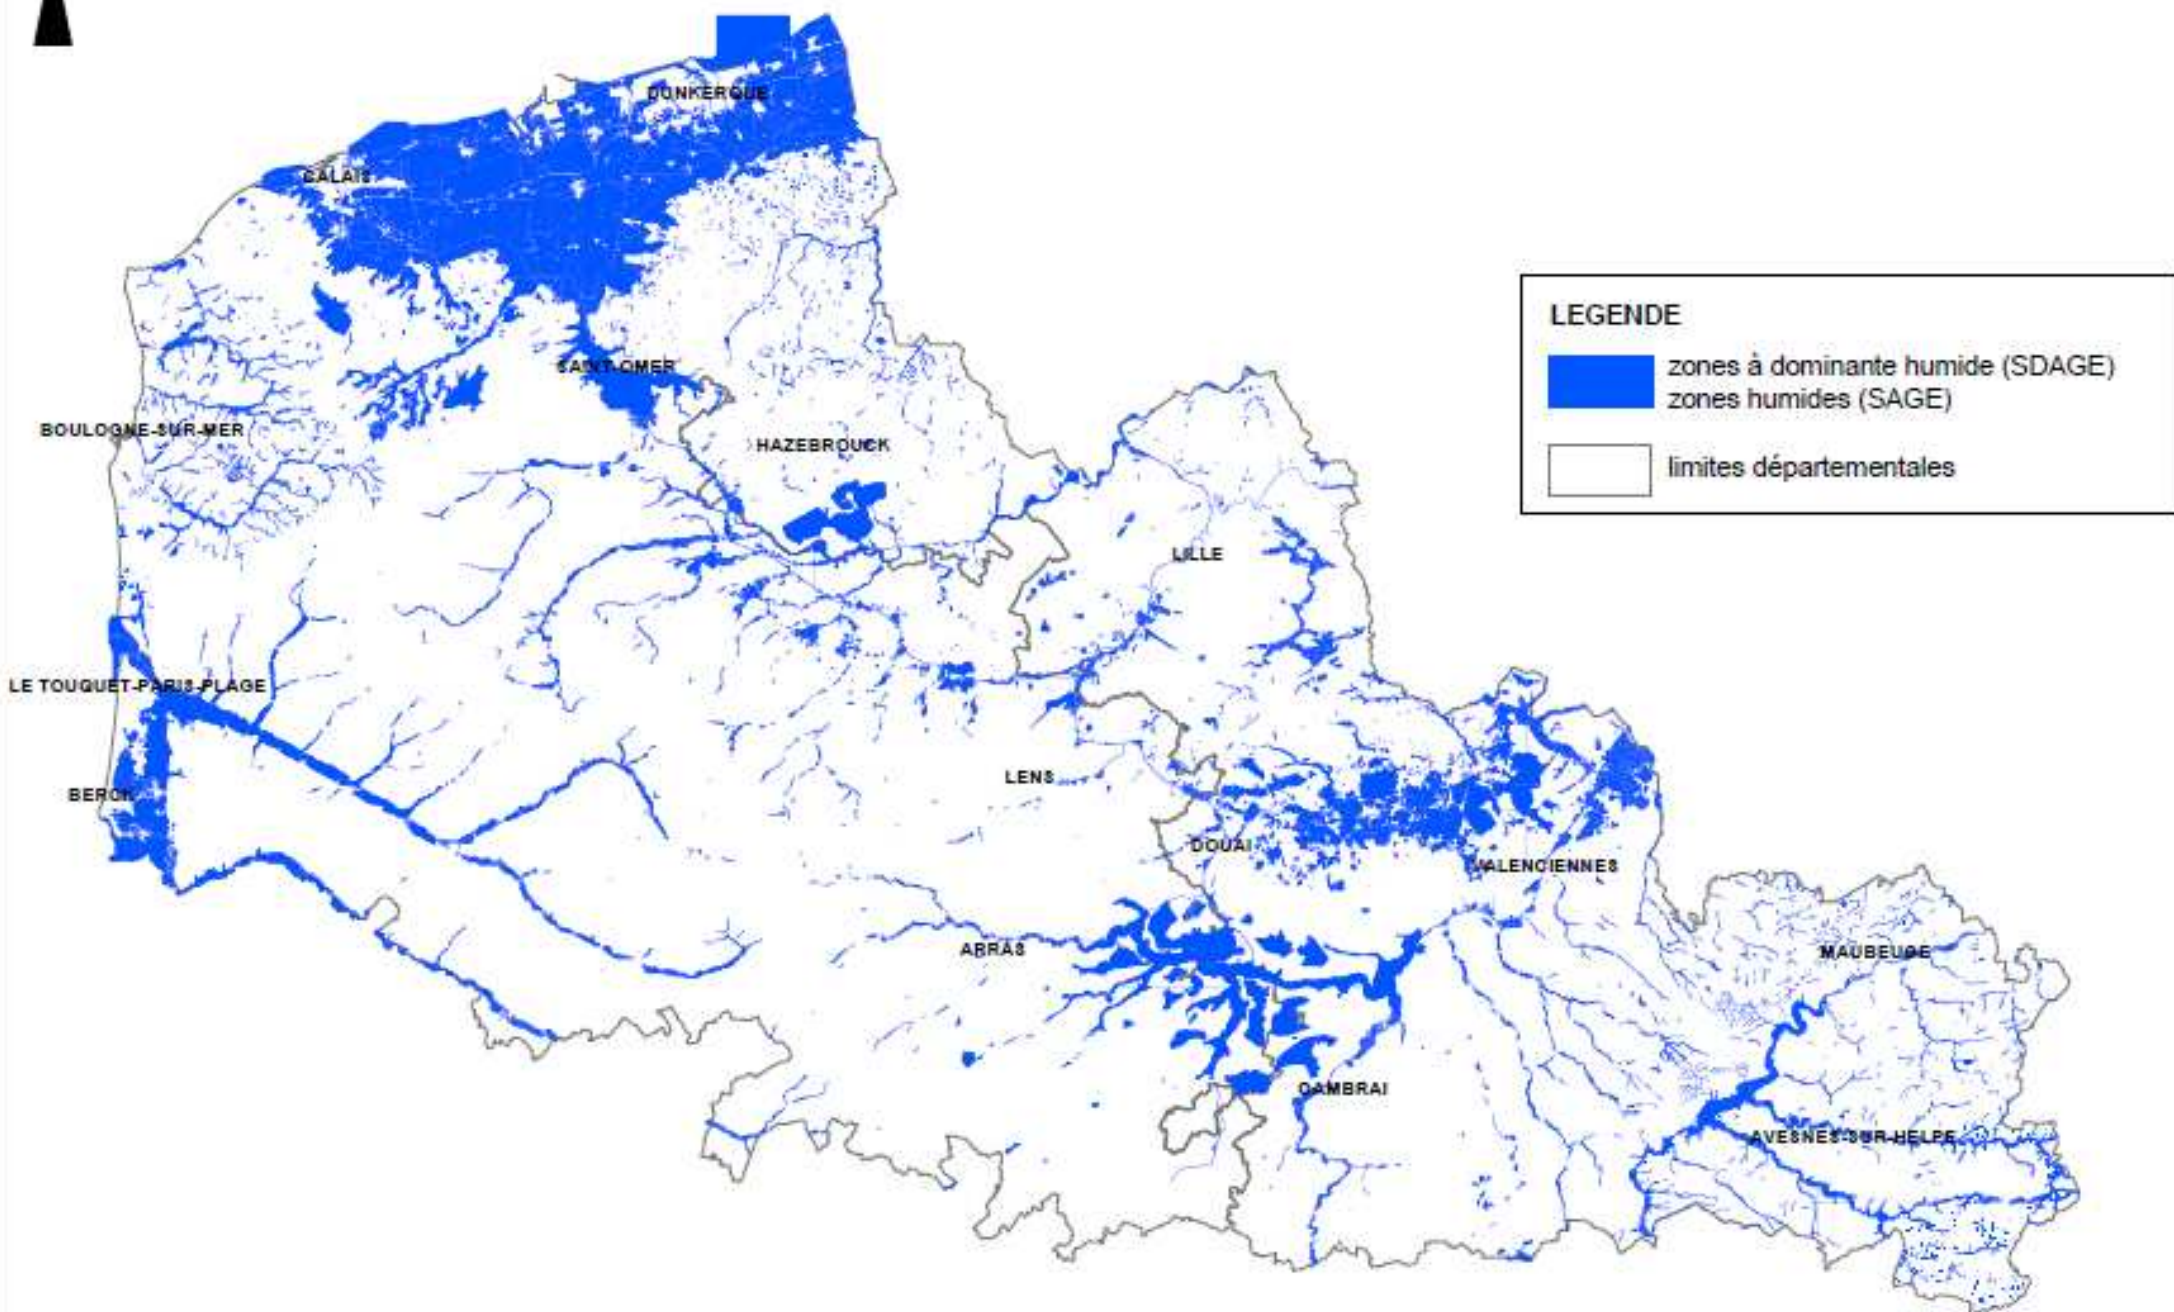 DUNKERQUE
CALAIS
SAINT-OMER
BOULOGNE-SUR-MER
HAZEBROUCK
LILLE
LE TOUQUET-PARIS-PLAGE
LENS
BERCK
DOUAI
VALENCIENNES
ARRAS
MAUBEUGE
CAMBRAI
AVESNES-SUR-HELPE
LEGENDE
zones à dominante humide (SDAGE)
zones humides (SAGE)
limites départementales